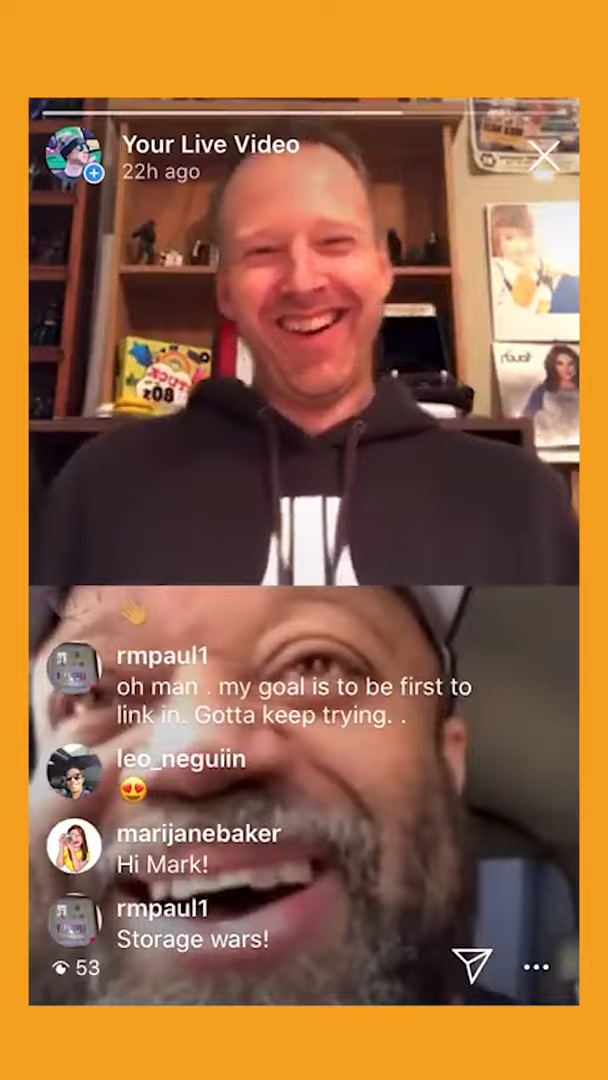 Your Live Video
22h ago
rmpaul1
oh man . my goal is to be first to
link in. Gotta keep trying. .
leo_neguiin
😍
marijanebaker
Hi Mark!
rmpaul1
Storage wars!
53